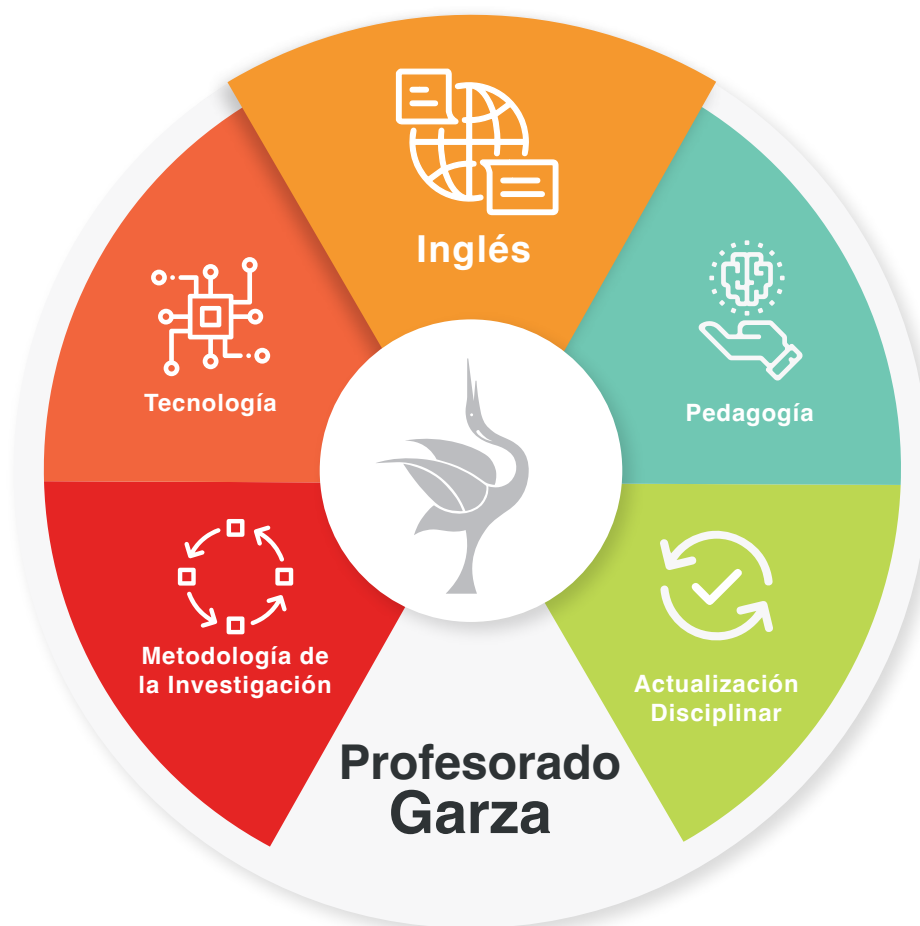 Inglés
Tecnología
Pedagogía
Metodología de
la Investigación
Actualización
Disciplinar
Profesorado
Garza